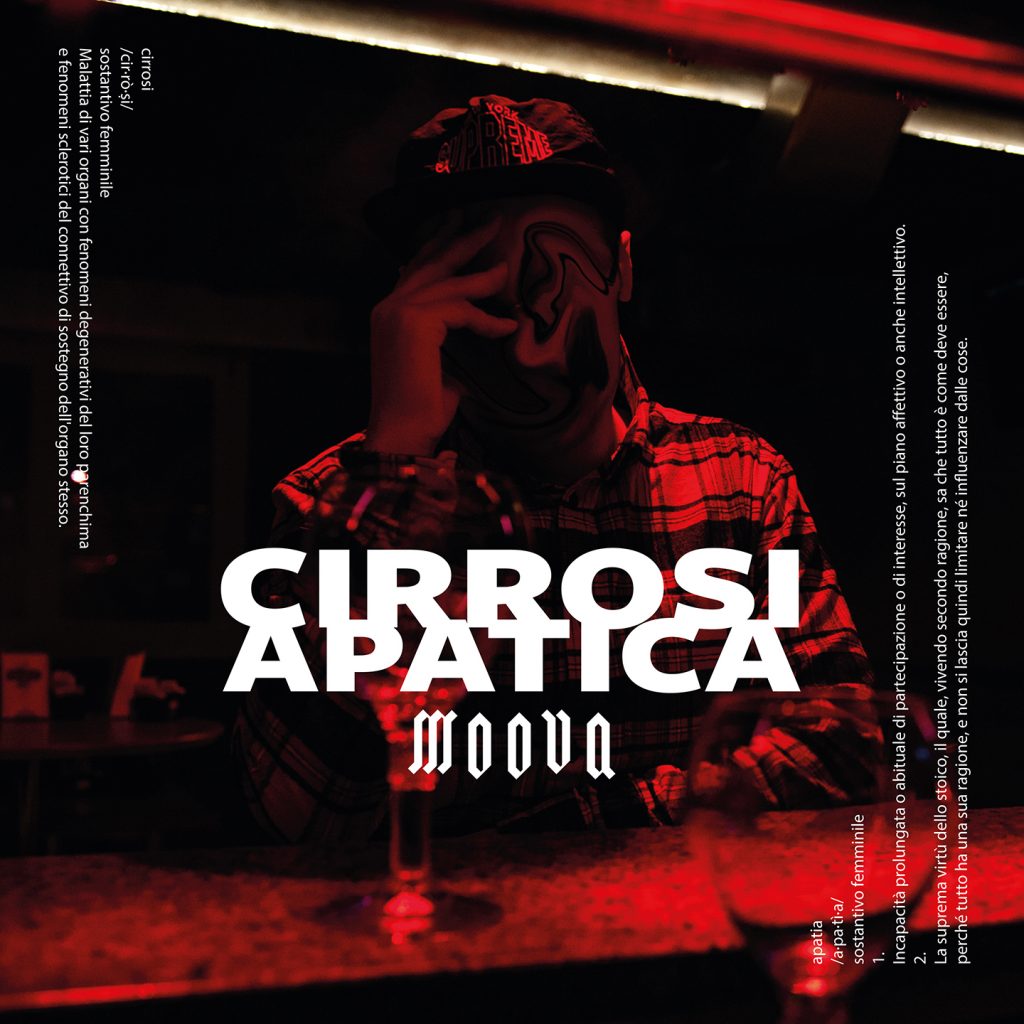 cirrosi
/cir·rò·ṣi/
sostantivo femminile
Malattia di vari organi con fenomeni degenerativi del loro parenchima
e fenomeni sclerotici del connettivo di sostegno dell'organo stesso.
YORK
SUPREME
CIRROSI
APATICA
moova
apatia
/a·pa·tì·a/
sostantivo femminile
1.
Incapacità prolungata o abituale di partecipazione o di interesse, sul piano affettivo o anche intellettivo.
2.
La suprema virtù dello stoico, il quale, vivendo secondo ragione, sa che tutto è come deve essere,
perché tutto ha una sua ragione, e non si lascia quindi limitare né influenzare dalle cose.